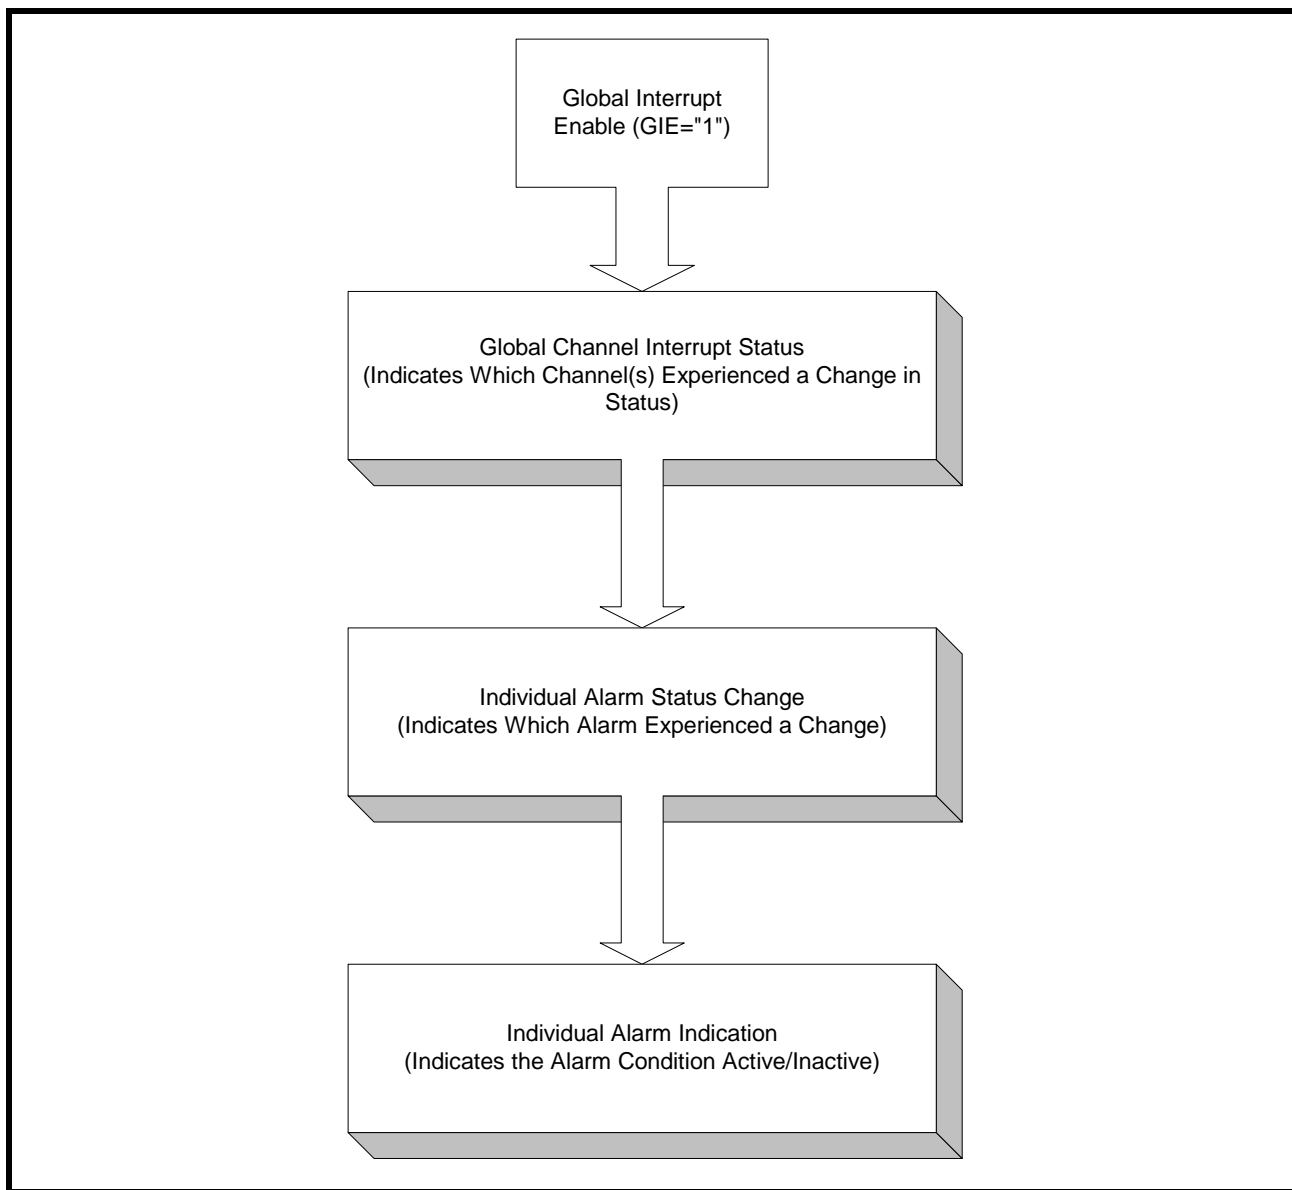 Global Interrupt
Enable (GIE="1")
Global Channel Interrupt Status
(Indicates Which Channel(s) Experienced a Change in
Status)
Individual Alarm Status Change
(Indicates Which Alarm Experienced a Change)
Individual Alarm Indication
(Indicates the Alarm Condition Active/Inactive)